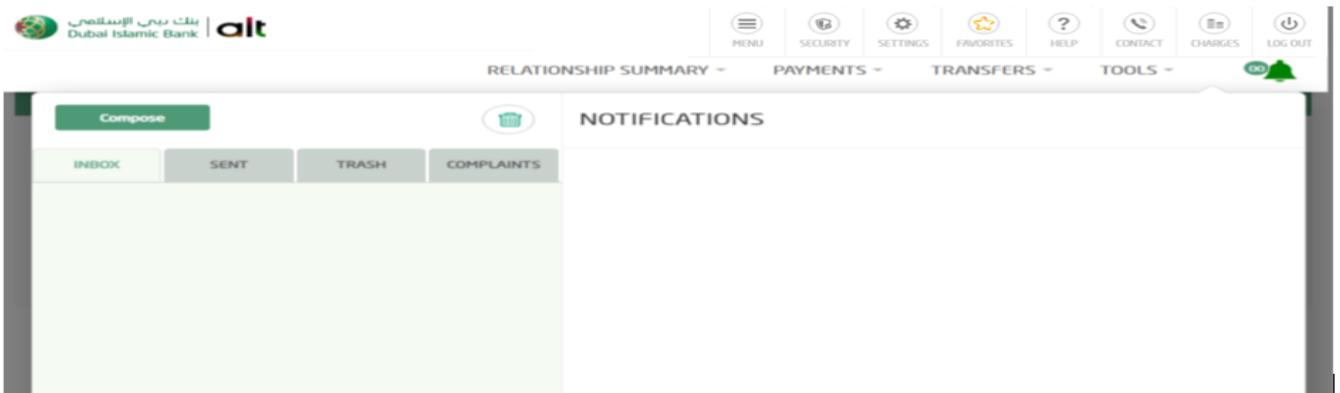 بنك دبي الإسلامي
Dubai Islamic Bank
alt
MENU SECURITY SETTINGS FAVORITES HELP CONTACT CHARGES LOG OUT
RELATIONSHIP SUMMARY PAYMENTS TRANSFERS TOOLS 00
Compose NOTIFICATIONS
INBOX SENT TRASH COMPLAINTS